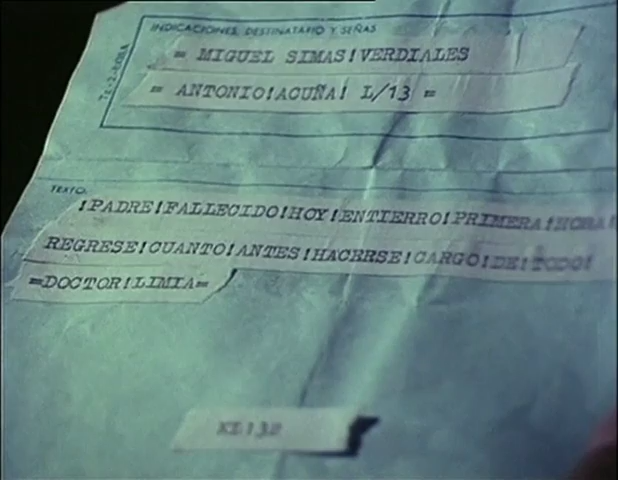 INDICACIONES, DESTINATARIO Y SEÑAS
= MIGUEL SIMAS!VERDIALES
= ANTONIO!ACUÑA! L/13 =
TEXTO:
!PADRE!FALLECIDO!HOY!ENTIERRO!PRIMERA!HORA!
REGRESE!CUANTO!ANTES!HACERSE!CARGO!DE!TODO!
=DOCTOR!LIMIA=